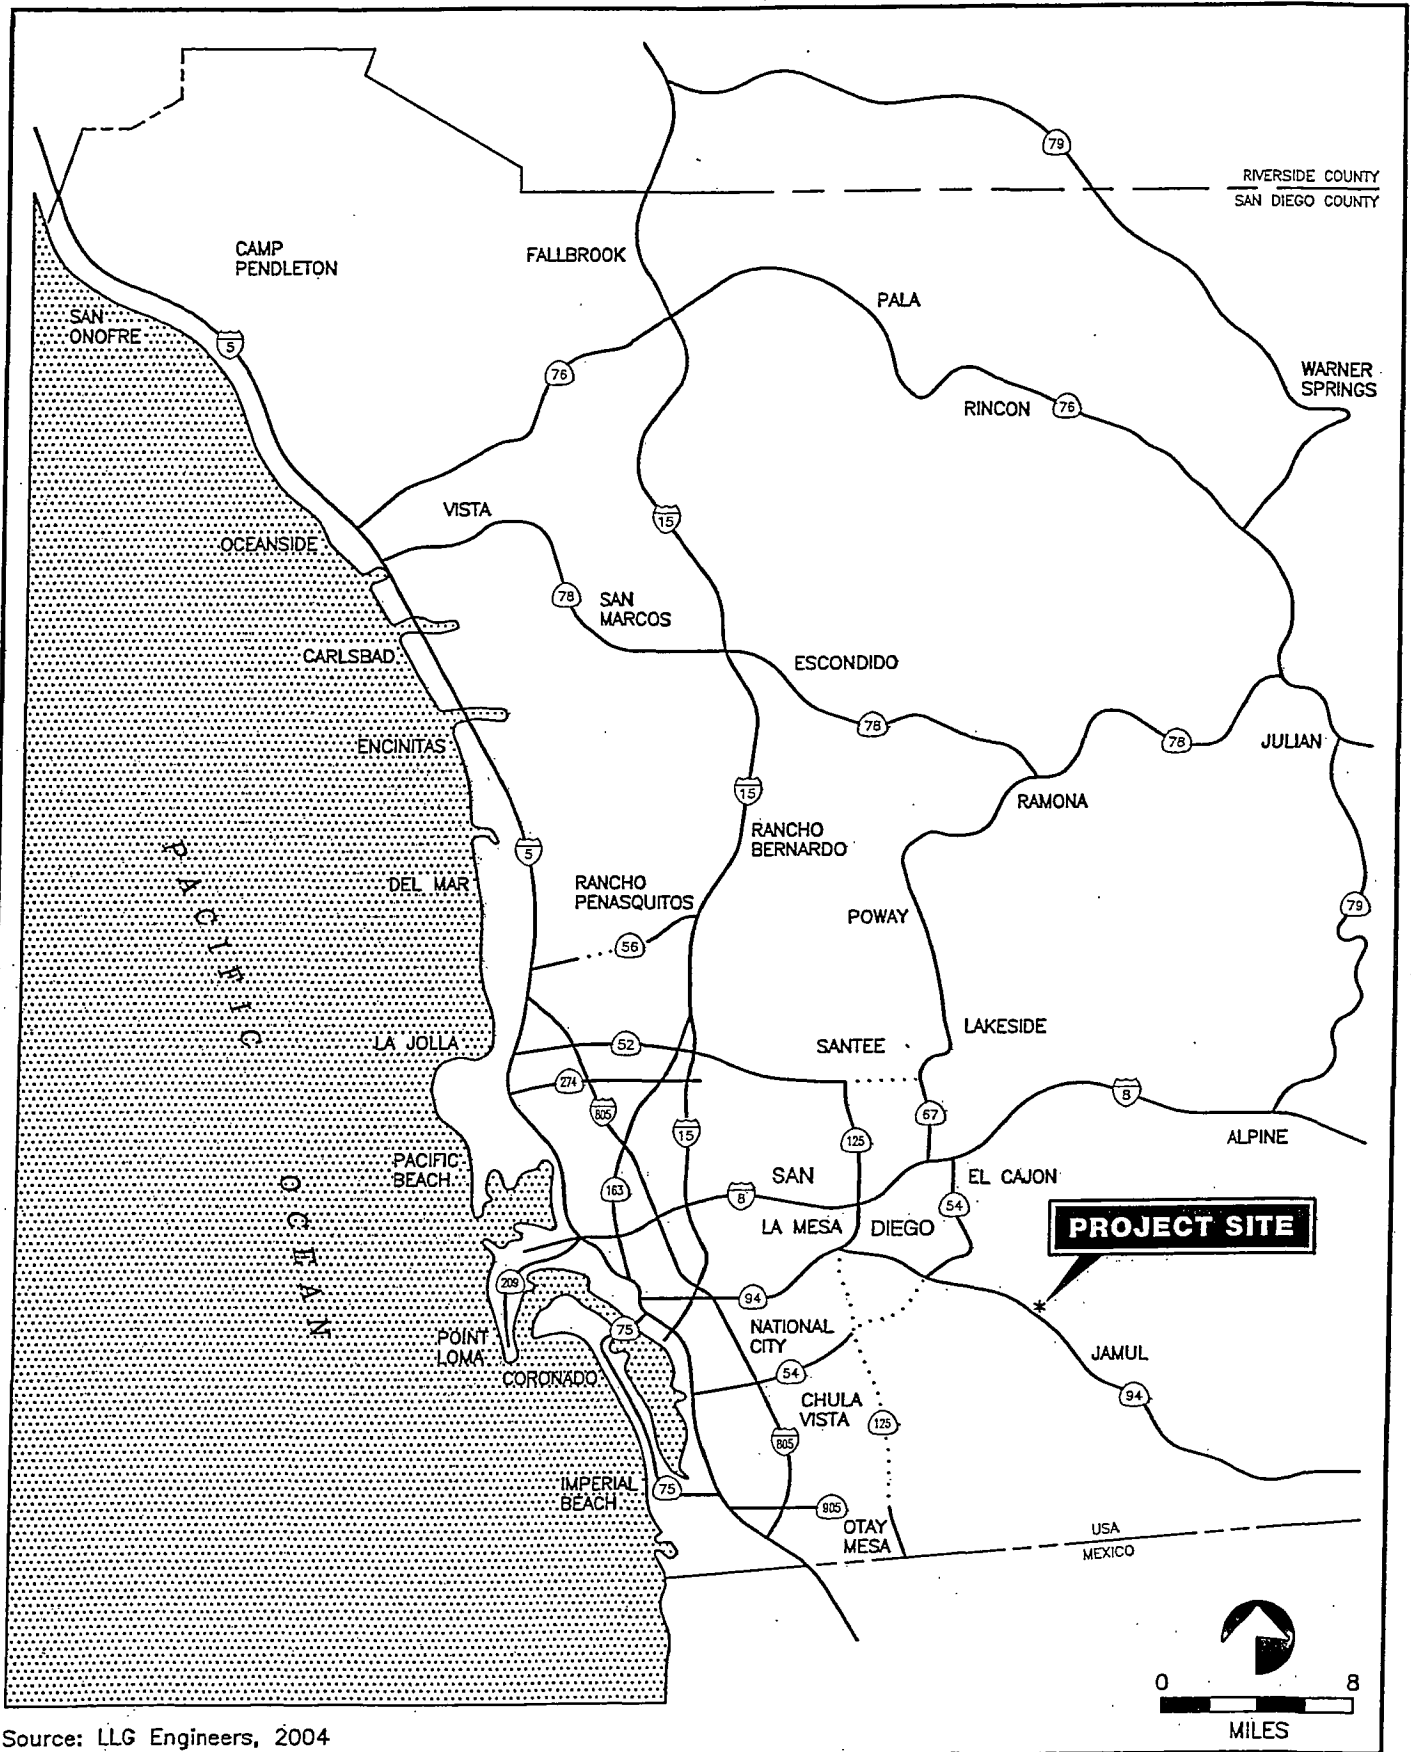 79
RIVERSIDE COUNTY
SAN DIEGO COUNTY
CAMP
PENDLETON
FALLBROOK
PALA
SAN
ONOFRE
5
76
WARNER
SPRINGS
RINCON
76
VISTA
15
OCEANSIDE
78
SAN
MARCOS
CARLSBAD
ESCONDIDO
78
78
JULIAN
ENCINITAS
15
RAMONA
RANCHO
BERNARDO
5
DEL MAR
RANCHO
PENASQUITOS
POWAY
79
56
PACIFIC
OCEAN
LAKESIDE
LA JOLLA
52
SANTEE
274
805
67
8
15
125
ALPINE
PACIFIC
BEACH
163
8
SAN
DIEGO
EL CAJON
54
LA MESA
PROJECT SITE
*
209
94
75
NATIONAL
CITY
POINT
LOMA
CORONADO
54
JAMUL
94
CHULA
VISTA
125
805
IMPERIAL
BEACH
75
905
OTAY
MESA
USA
MEXICO
0 8
MILES
Source: LLG Engineers, 2004